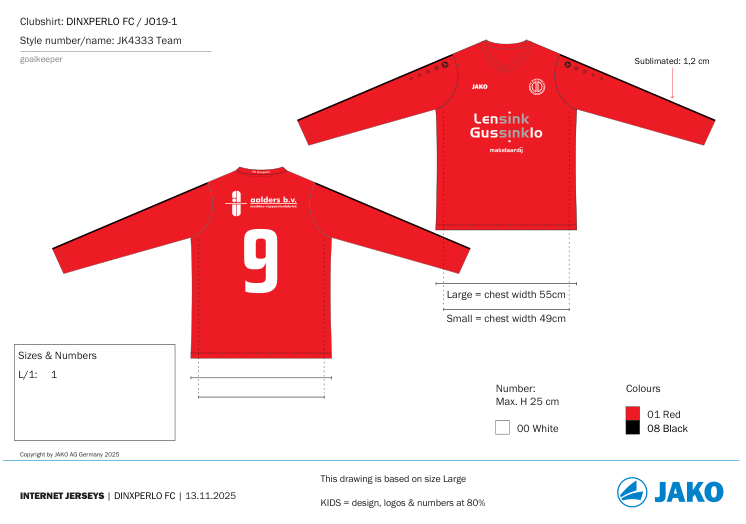 Clubshirt: DINXPERLO FC / JO19-1
Style number/name: JK4333 Team
goalkeeper
Sublimated: 1,2 cm
JAKO
Lensink
Gussinklo
makelaardij
aalders b.v.
9
Large = chest width 55cm
Small = chest width 49cm
Sizes & Numbers
L/1: 1
Number:
Max. H 25 cm
00 White
Colours
01 Red
08 Black
Copyright by JAKO AG Germany 2025
INTERNET JERSEYS | DINXPERLO FC | 13.11.2025
This drawing is based on size Large
KIDS = design, logos & numbers at 80%
JAKO